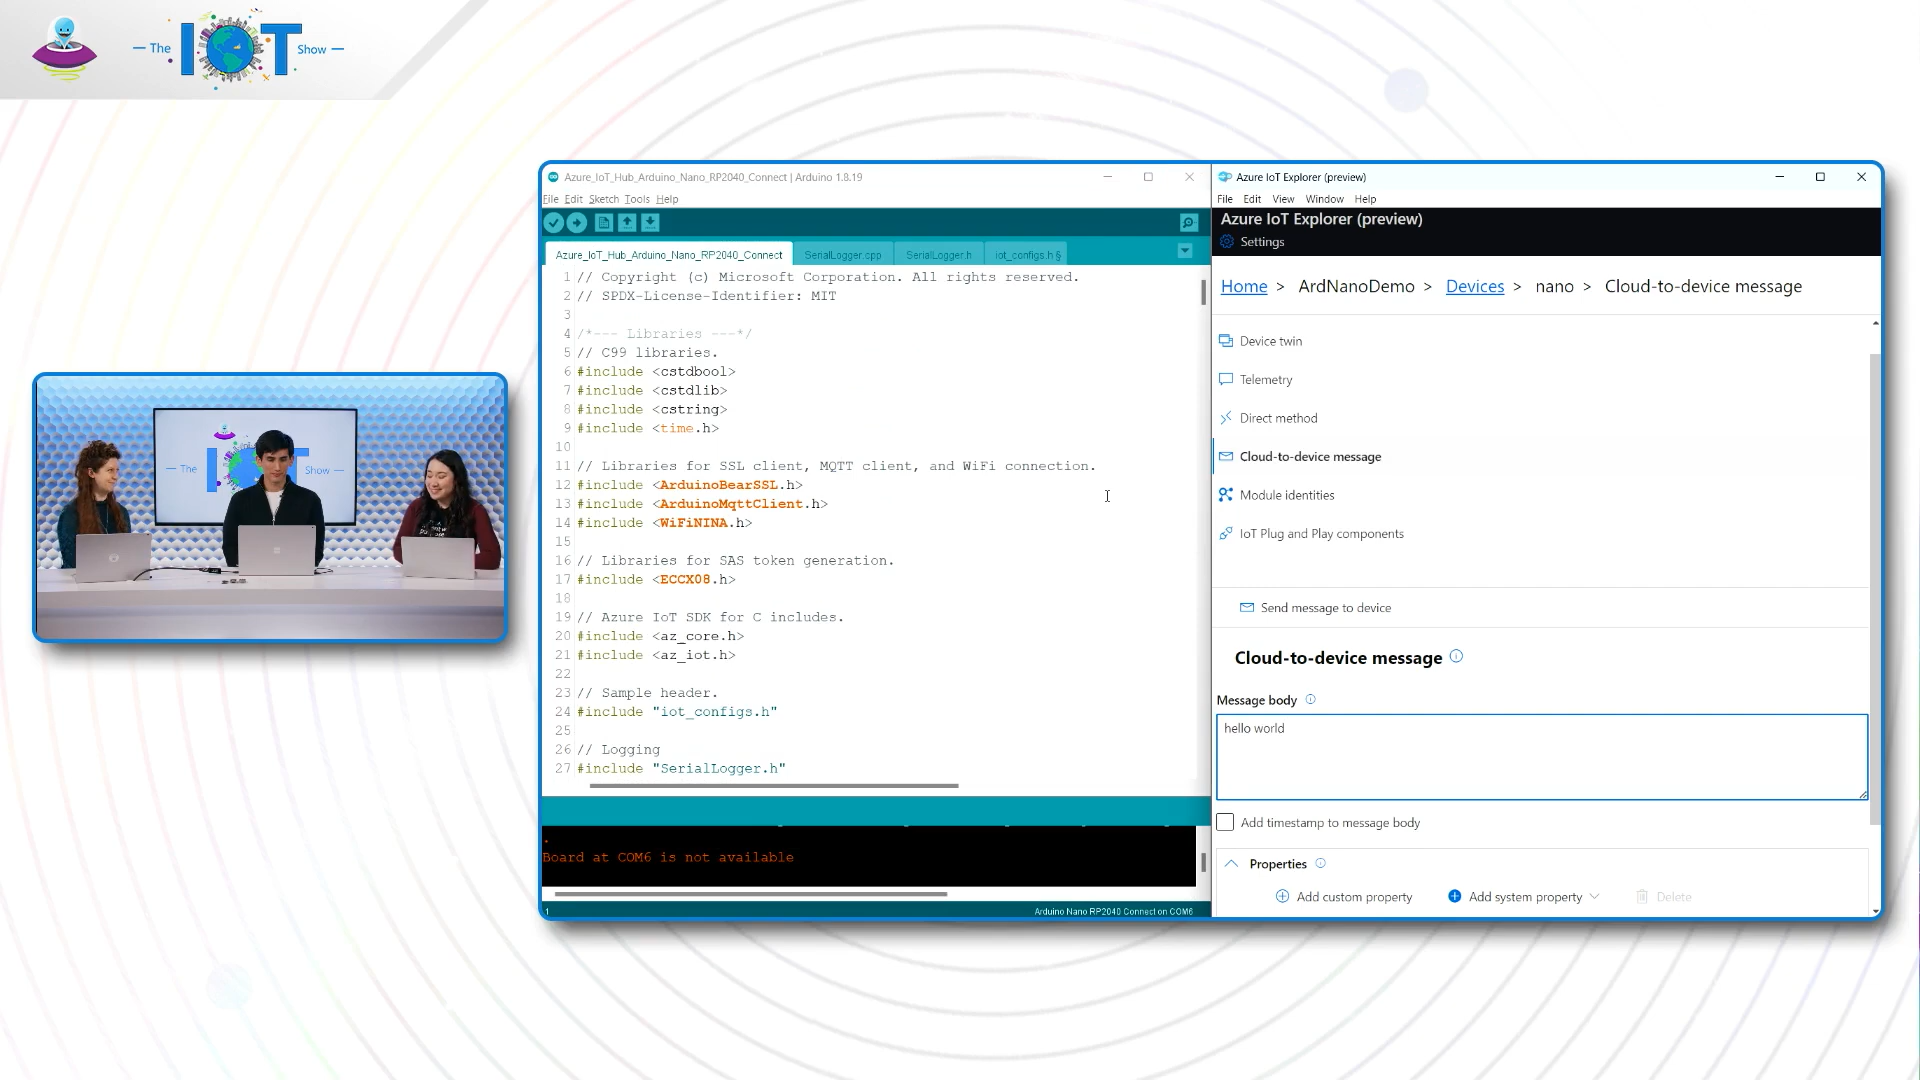 The IOT Show
The I T Show
Azure_IoT_Hub_Arduino_Nano_RP2040_Connect | Arduino 1.8.19
File Edit Sketch Tools Help
Azure_IoT_Hub_Arduino_Nano_RP2040_Connect SerialLogger.cpp SerialLogger.h iot_configs.h §
1 // Copyright (c) Microsoft Corporation. All rights reserved.
2 // SPDX-License-Identifier: MIT
3
4 /*--- Libraries ---*/
5 // C99 libraries.
6 #include <cstdbool>
7 #include <cstdlib>
8 #include <cstring>
9 #include <time.h>
10
11 // Libraries for SSL client, MQTT client, and WiFi connection.
12 #include <ArduinoBearSSL.h>
13 #include <ArduinoMqttClient.h>
14 #include <WiFiNINA.h>
15
16 // Libraries for SAS token generation.
17 #include <ECCX08.h>
18
19 // Azure IoT SDK for C includes.
20 #include <az_core.h>
21 #include <az_iot.h>
22
23 // Sample header.
24 #include "iot_configs.h"
25
26 // Logging
27 #include "SerialLogger.h"
.
Board at COM6 is not available
1 Arduino Nano RP2040 Connect on COM6
Azure IoT Explorer (preview)
File Edit View Window Help
Azure IoT Explorer (preview)
Settings
Home > ArdNanoDemo > Devices > nano > Cloud-to-device message
Device twin
Telemetry
Direct method
Cloud-to-device message
Module identities
IoT Plug and Play components
Send message to device
Cloud-to-device message
Message body
hello world
Add timestamp to message body
Properties
Add custom property Add system property Delete